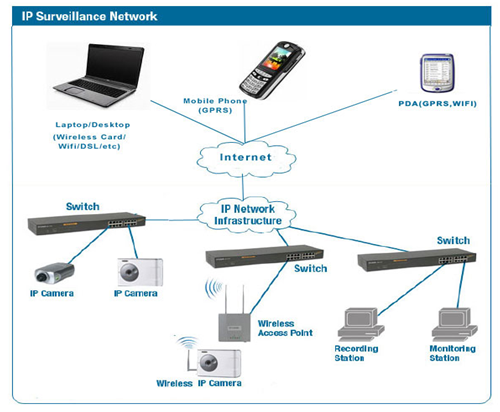 IP Surveillance Network
Mobile Phone
(GPRS)
PDA(GPRS,WIFI)
Laptop/Desktop
(Wireless Card/
Wifi/DSL/etc)
Internet
Switch
IP Network
Infrastructure
Switch
Switch
IP Camera
IP Camera
Wireless
Access Point
Recording
Station
Monitoring
Station
Wireless IP Camera